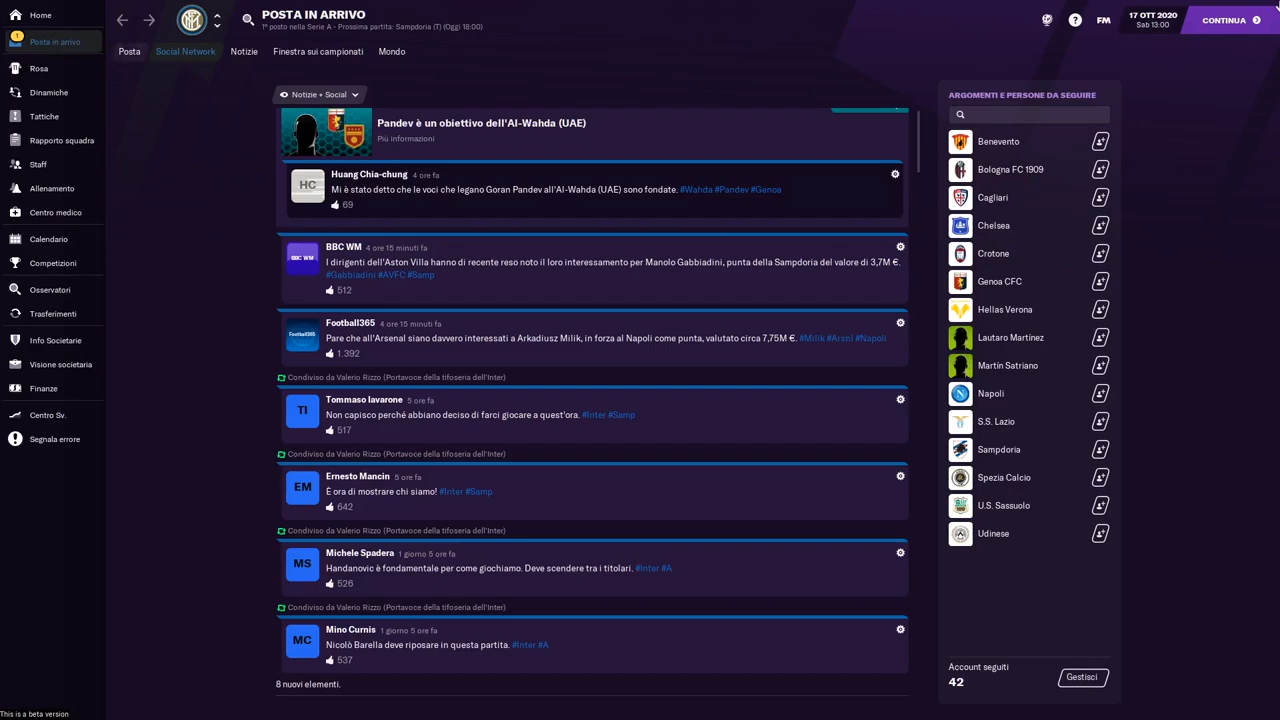 Home
POSTA IN ARRIVO
1º posto nella Serie A - Prossima partita: Sampdoria (T) (Oggi 18:00)
FM
17 OTT 2020
Sab 13:00
CONTINUA
1
Posta in arrivo
Rosa
Dinamiche
Tattiche
Rapporto squadra
Staff
Allenamento
Centro medico
Calendario
Competizioni
Osservatori
Trasferimenti
Info Societarie
Visione societaria
Finanze
Centro Sv.
Segnala errore
This is a beta version
Posta
Social Network
Notizie
Finestra sui campionati
Mondo
Notizie + Social
Pandev è un obiettivo dell'Al-Wahda (UAE)
Più informazioni
HC
Huang Chia-chung 4 ore fa
Mi è stato detto che le voci che legano Goran Pandev all'Al-Wahda (UAE) sono fondate. #Wahda #Pandev #Genoa
69
BBC WM
BBC WM 4 ore 15 minuti fa
I dirigenti dell'Aston Villa hanno di recente reso noto il loro interessamento per Manolo Gabbiadini, punta della Sampdoria del valore di 3,7M €.
#Gabbiadini #AVFC #Samp
512
Football365
Football365 4 ore 15 minuti fa
Pare che all'Arsenal siano davvero interessati a Arkadiusz Milik, in forza al Napoli come punta, valutato circa 7,75M €. #Milik #Arsnl #Napoli
1.392
Condiviso da Valerio Rizzo (Portavoce della tifoseria dell'Inter)
TI
Tommaso Iavarone 5 ore fa
Non capisco perché abbiano deciso di farci giocare a quest'ora. #Inter #Samp
517
Condiviso da Valerio Rizzo (Portavoce della tifoseria dell'Inter)
EM
Ernesto Mancin 5 ore fa
È ora di mostrare chi siamo! #Inter #Samp
642
Condiviso da Valerio Rizzo (Portavoce della tifoseria dell'Inter)
MS
Michele Spadera 1 giorno 5 ore fa
Handanovic è fondamentale per come giochiamo. Deve scendere tra i titolari. #Inter #A
526
Condiviso da Valerio Rizzo (Portavoce della tifoseria dell'Inter)
MC
Mino Curnis 1 giorno 5 ore fa
Nicolò Barella deve riposare in questa partita. #Inter #A
537
8 nuovi elementi.
ARGOMENTI E PERSONE DA SEGUIRE
Benevento
Bologna FC 1909
Cagliari
Chelsea
Crotone
Genoa CFC
Hellas Verona
Lautaro Martínez
Martín Satriano
Napoli
S.S. Lazio
Sampdoria
Spezia Calcio
U.S. Sassuolo
Udinese
Account seguiti
42
Gestisci